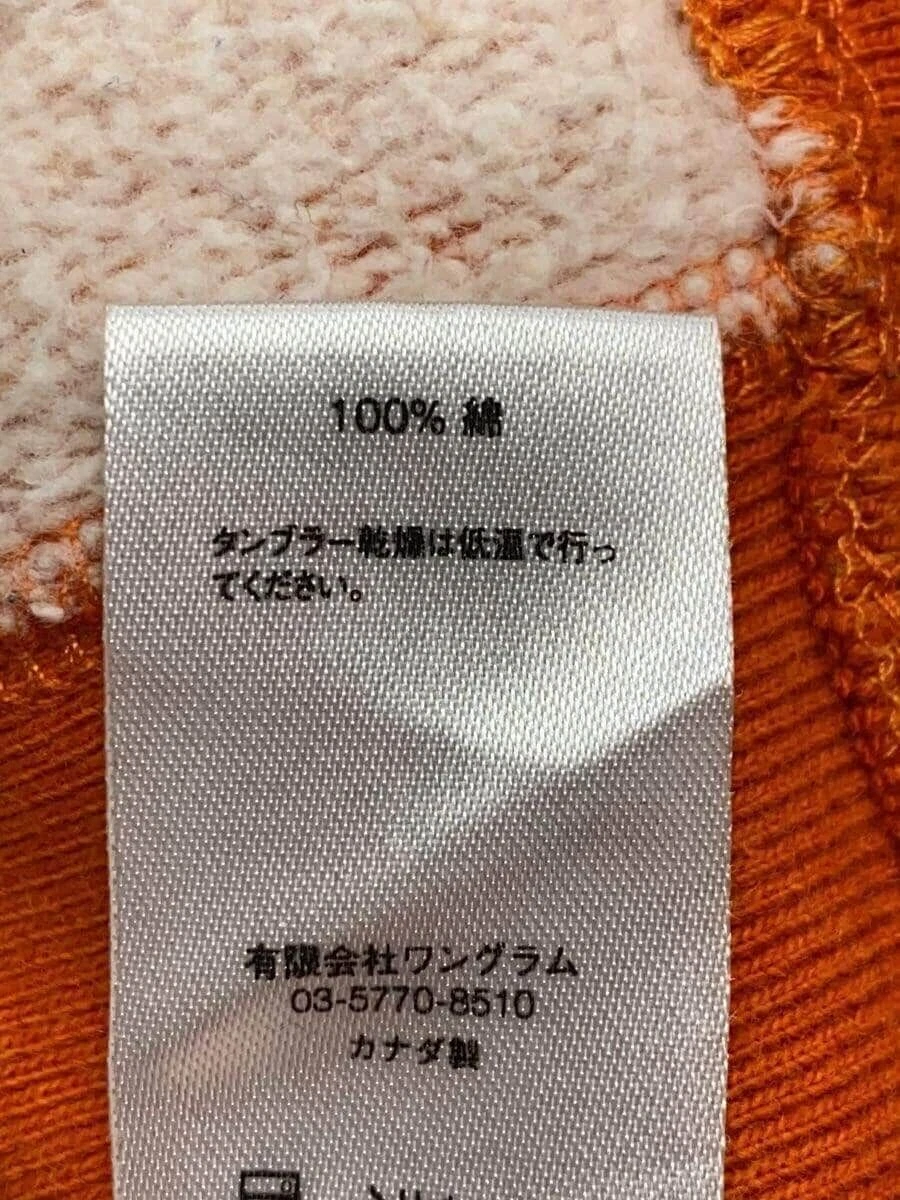 100% 綿
タンブラー乾燥は低温で行っ
てください。
有限会社ワングラム
03-5770-8510
カナダ製